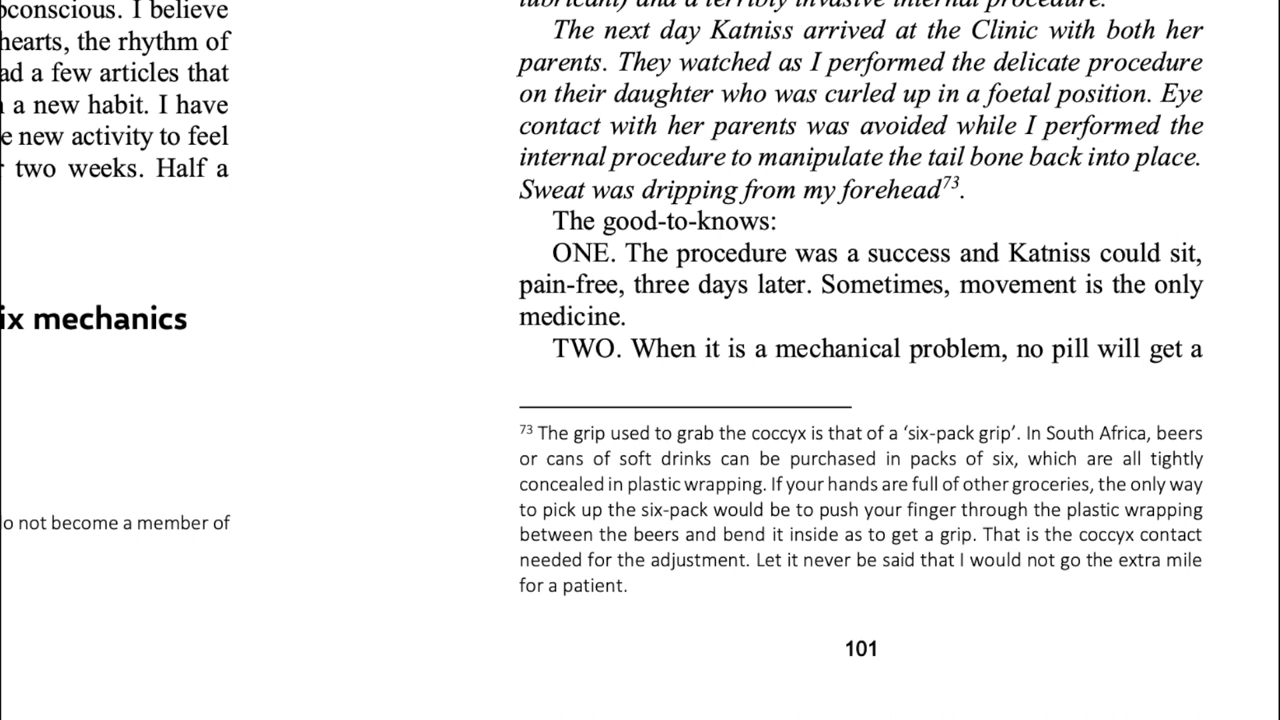 oconscious. I believe
hearts, the rhythm of
ad a few articles that
a new habit. I have
e new activity to feel
two weeks. Half a
ix mechanics
lo not become a member of
lubricant) and a terribly invasive internal procedure.
The next day Katniss arrived at the Clinic with both her
parents. They watched as I performed the delicate procedure
on their daughter who was curled up in a foetal position. Eye
contact with her parents was avoided while I performed the
internal procedure to manipulate the tail bone back into place.
Sweat was dripping from my forehead73.
The good-to-knows:
ONE. The procedure was a success and Katniss could sit,
pain-free, three days later. Sometimes, movement is the only
medicine.
TWO. When it is a mechanical problem, no pill will get a
73 The grip used to grab the coccyx is that of a ‘six-pack grip’. In South Africa, beers
or cans of soft drinks can be purchased in packs of six, which are all tightly
concealed in plastic wrapping. If your hands are full of other groceries, the only way
to pick up the six-pack would be to push your finger through the plastic wrapping
between the beers and bend it inside as to get a grip. That is the coccyx contact
needed for the adjustment. Let it never be said that I would not go the extra mile
for a patient.
101